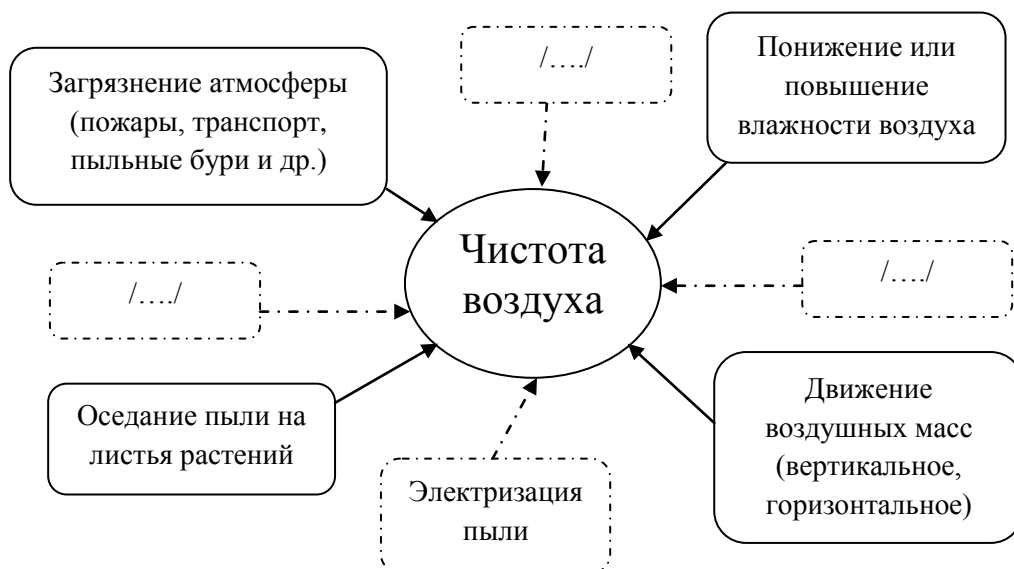 /…./
Понижение или
повышение
влажности воздуха
Загрязнение атмосферы
(пожары, транспорт,
пыльные бури и др.)
Чистота
воздуха
/…./
/…./
Оседание пыли на
листья растений
Движение
воздушных масс
(вертикальное,
горизонтальное)
Электризация
пыли